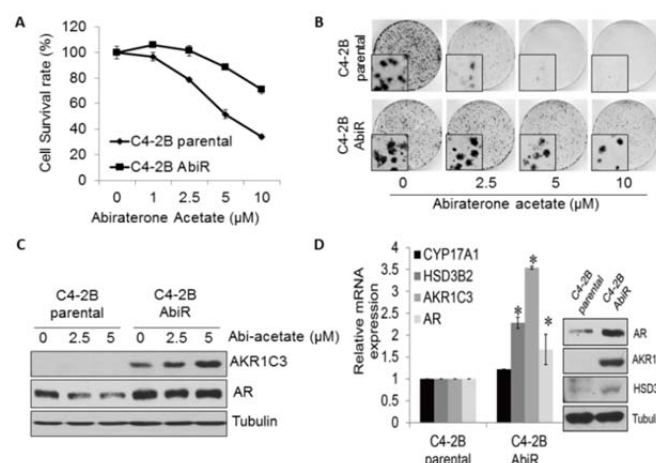 A
Cell Survival rate (%)
120
100
80
60
40
20
0
C4-2B parental
C4-2B AbiR
0 1 2.5 5 10
Abiraterone Acetate (µM)
B
C4-2B parental
C4-2B AbiR
0 2.5 5 10
Abiraterone acetate (µM)
C
C4-2B parental
C4-2B AbiR
0 2.5 5 0 2.5 5 Abi-acetate (µM)
AKR1C3
AR
Tubulin
D
Relative mRNA
expression
4
3.5
3
2.5
2
1.5
1
0.5
0
CYP17A1
HSD3B2
AKR1C3
AR
*
*
*
C4-2B parental
C4-2B AbiR
C4-2B parental
C4-2B AbiR
AR
AKR1
HSD3
Tubul